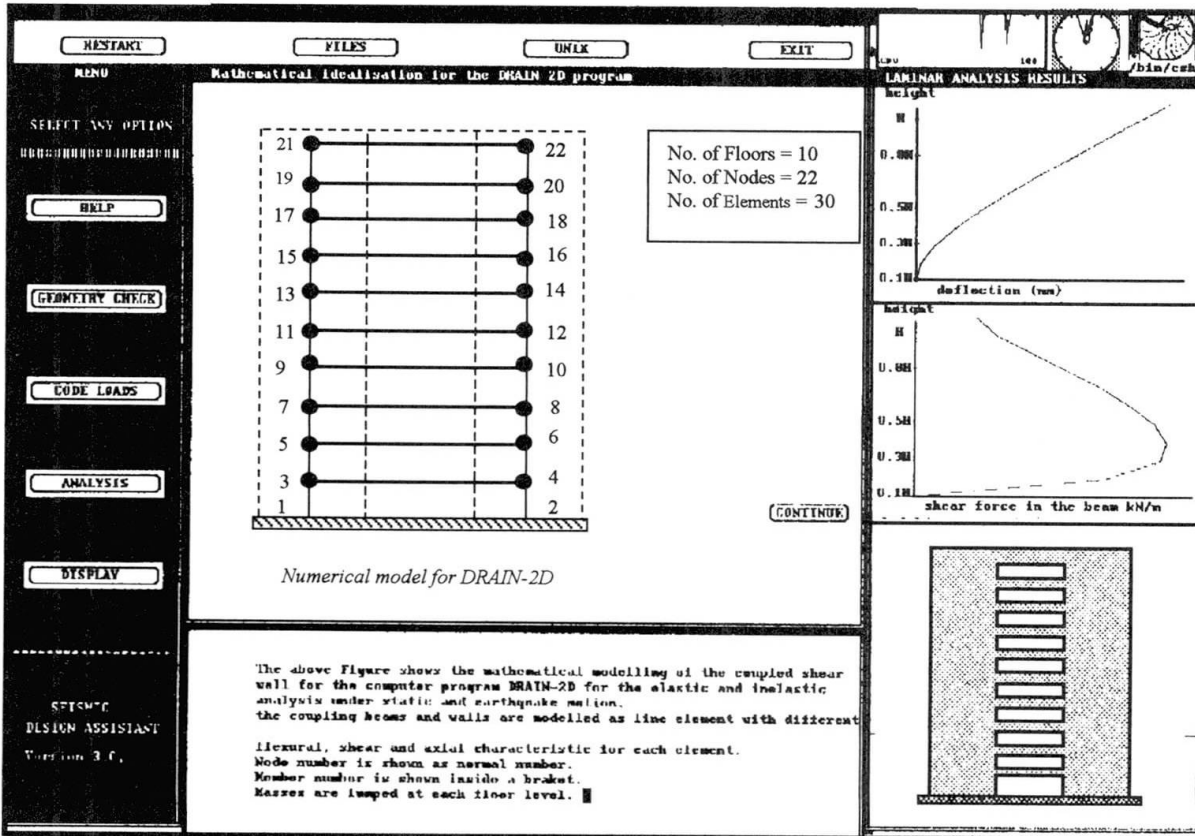 RESTART
FILES
UNIX
EXIT
CPU 100
/bin/csh
MENU
Mathematical Idealisation for the DRAIN 2D program
LAMINAR ANALYSIS RESULTS
SELECT ANY OPTION
HELP
GEOMETRY CHECK
CODE LOADS
ANALYSIS
DISPLAY
SEISMIC
DESIGN ASSISTANT
Version 3.0,
21 22
19 20
17 18
15 16
13 14
11 12
9 10
7 8
5 6
3 4
1 2
No. of Floors = 10
No. of Nodes = 22
No. of Elements = 30
CONTINUE
Numerical model for DRAIN-2D
The above Figure shows the mathematical modelling of the coupled shear
wall for the computer program DRAIN-2D for the elastic and inelastic
analysis under static and earthquake motion.
the coupling beams and walls are modelled as line element with different
flexural, shear and axial characteristic for each element.
Node number is shown as normal number.
Member number is shown inside a braket.
Masses are lumped at each floor level.
height
H
0.8H
0.5H
0.3H
0.1H
deflection (mm)
height
H
0.8H
0.5H
0.3H
0.1H
shear force in the beam kN/m